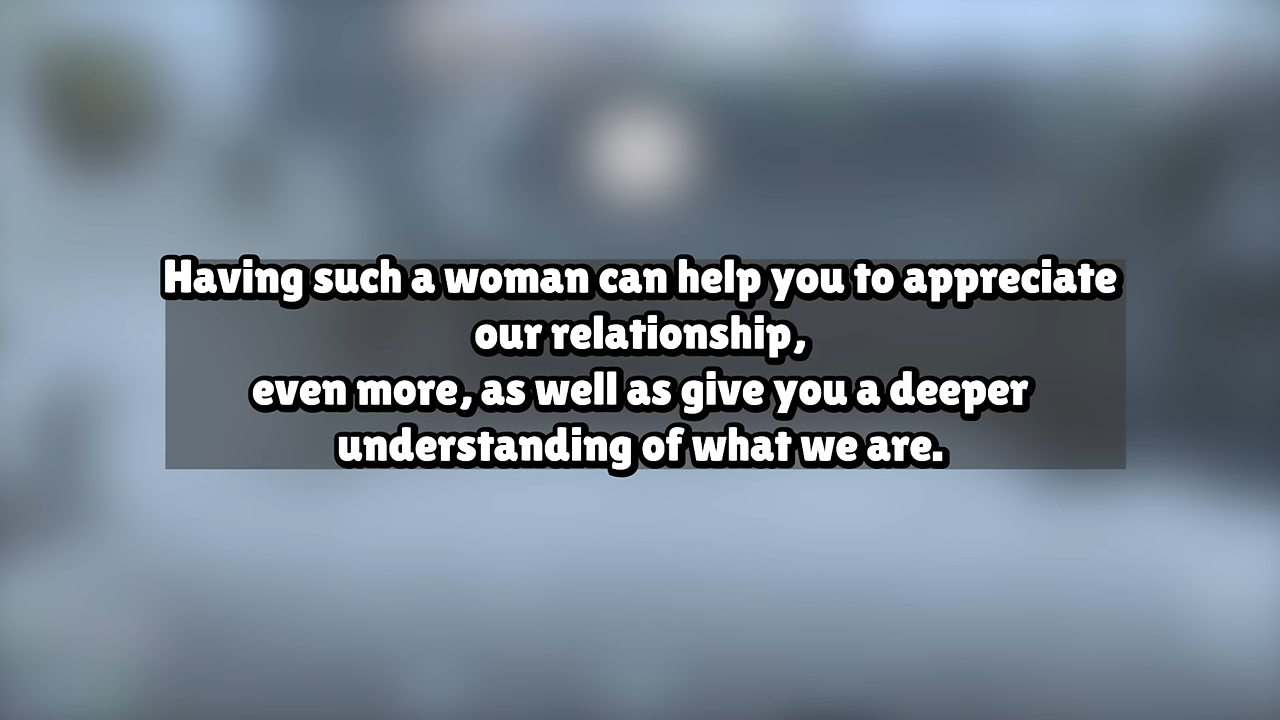 Having such a woman can help you to appreciate
our relationship,
even more, as well as give you a deeper
understanding of what we are.